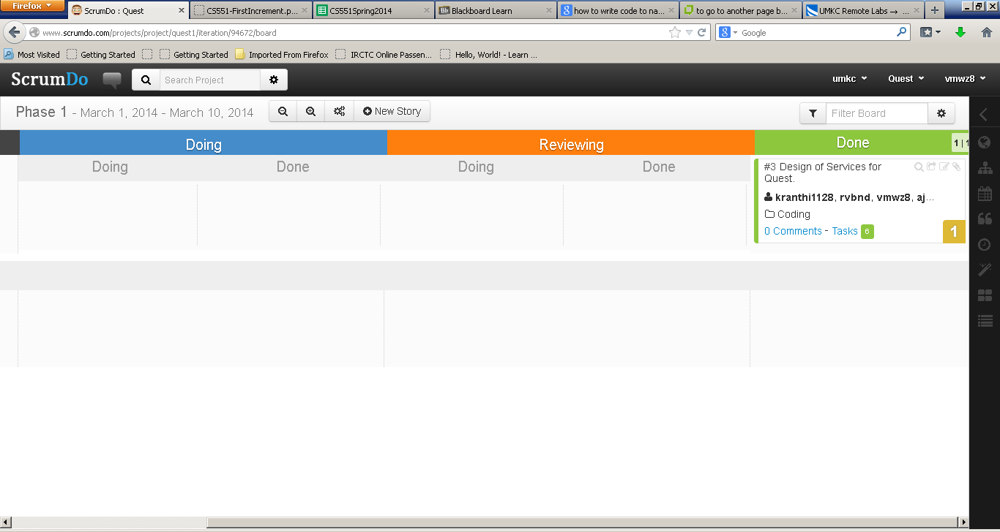 Firefox
ScrumDo : Quest
CS551-FirstIncrement.p...
CS551Spring2014
Bb Blackboard Learn
8 how to write code to na...
to go to another page b...
UMKC Remote Labs → ...
www.scrumdo.com/projects/project/quest1/iteration/94672/board
8 Google
Most Visited
Getting Started
Getting Started
Imported From Firefox
IRCTC Online Passen...
Hello, World! - Learn ...
ScrumDo
Search Project
umkc
Quest
vmwz8
Phase 1 - March 1, 2014 - March 10, 2014
New Story
Filter Board
Doing
Reviewing
Done
1 | 1
Doing
Done
Doing
Done
#3 Design of Services for
Quest.
kranthi1128, rvbnd, vmwz8, aj...
Coding
0 Comments - Tasks 6
1